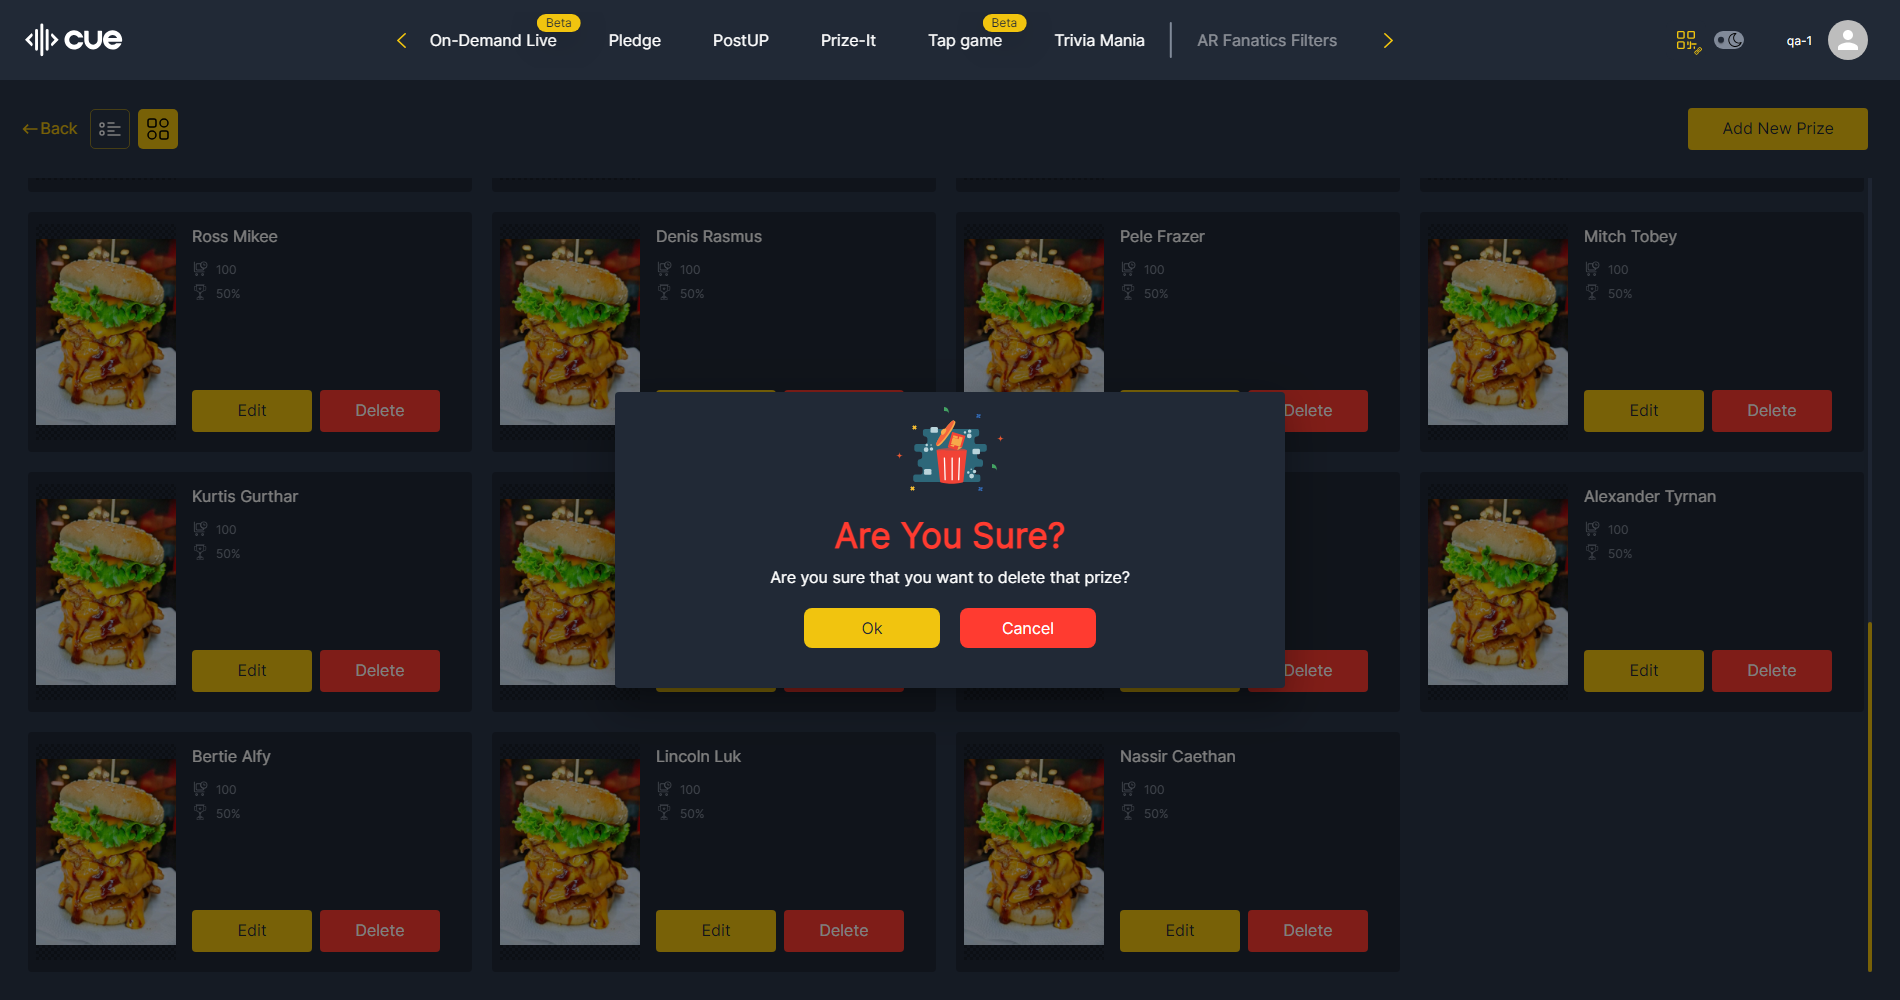 cue
On-Demand Live
Beta
Pledge
PostUP
Prize-It
Tap game
Beta
Trivia Mania
AR Fanatics Filters
qa-1
Back
Add New Prize
Ross Mikee
100
50%
Edit
Delete
Denis Rasmus
100
50%
Pele Frazer
100
50%
Delete
Mitch Tobey
100
50%
Edit
Delete
Are You Sure?
Are you sure that you want to delete that prize?
Ok
Cancel
Kurtis Gurthar
100
50%
Edit
Delete
Delete
Alexander Tyrnan
100
50%
Edit
Delete
Bertie Alfy
100
50%
Edit
Delete
Lincoln Luk
100
50%
Edit
Delete
Nassir Caethan
100
50%
Edit
Delete